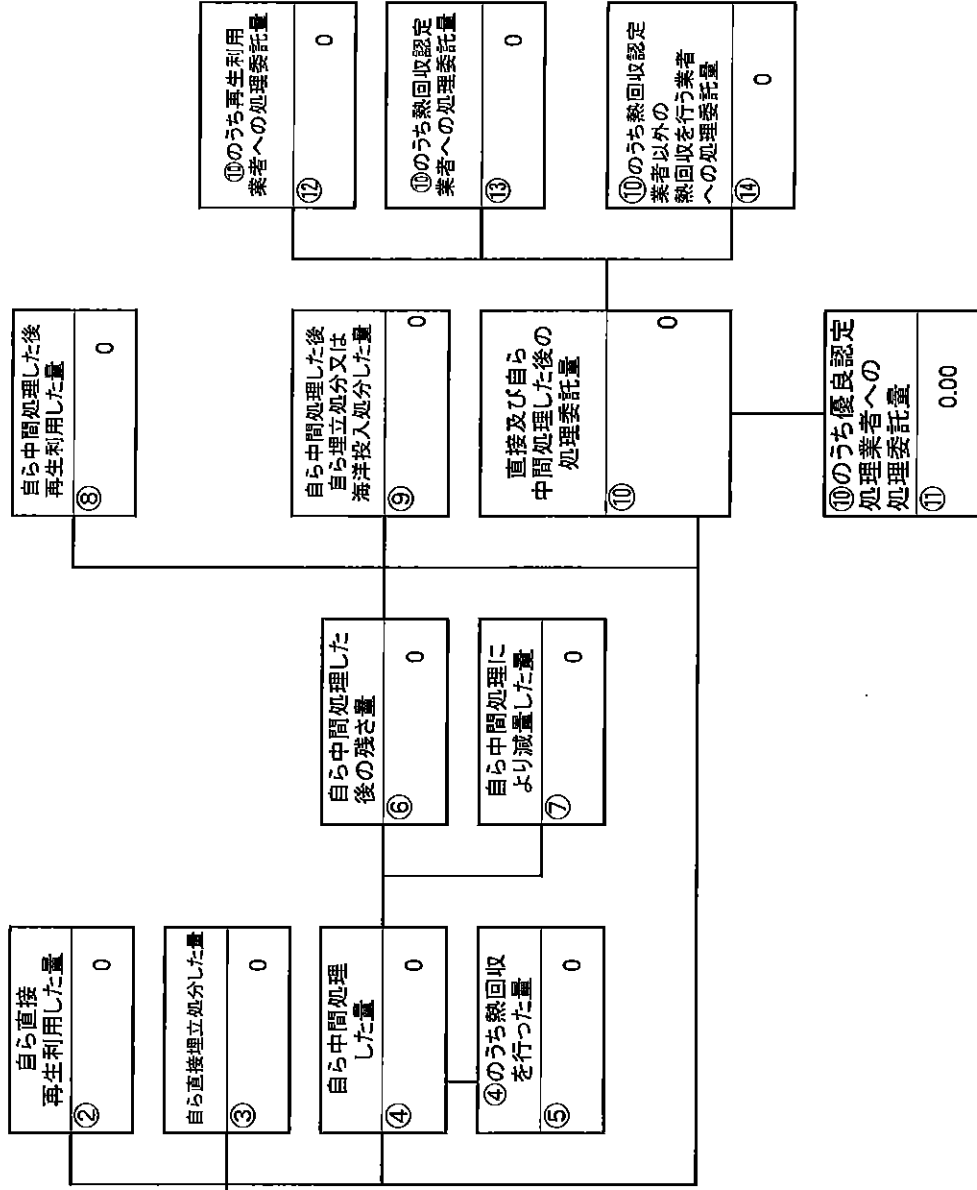 自ら直接
再生利用した量
②
0
自ら直接埋立処分した量
③
0
自ら中間処理
した量
④
0
④のうち熱回収
を行った量
⑤
0
自ら中間処理した
後の残さ量
⑥
0
自ら中間処理に
より減量した量
⑦
0
自ら中間処理した後
再生利用した量
⑧
0
自ら中間処理した後
自ら埋立処分又は
海洋投入処分した量
⑨
0
直接及び自ら
中間処理した後の
処理委託量
⑩
0
⑩のうち優良認定
処理業者への
処理委託量
⑪
0.00
⑩のうち再生利用
業者への処理委託量
⑫
0
⑩のうち熱回収認定
業者への処理委託量
⑬
0
⑩のうち熱回収認定
業者以外の
熱回収を行う業者
への処理委託量
⑭
0